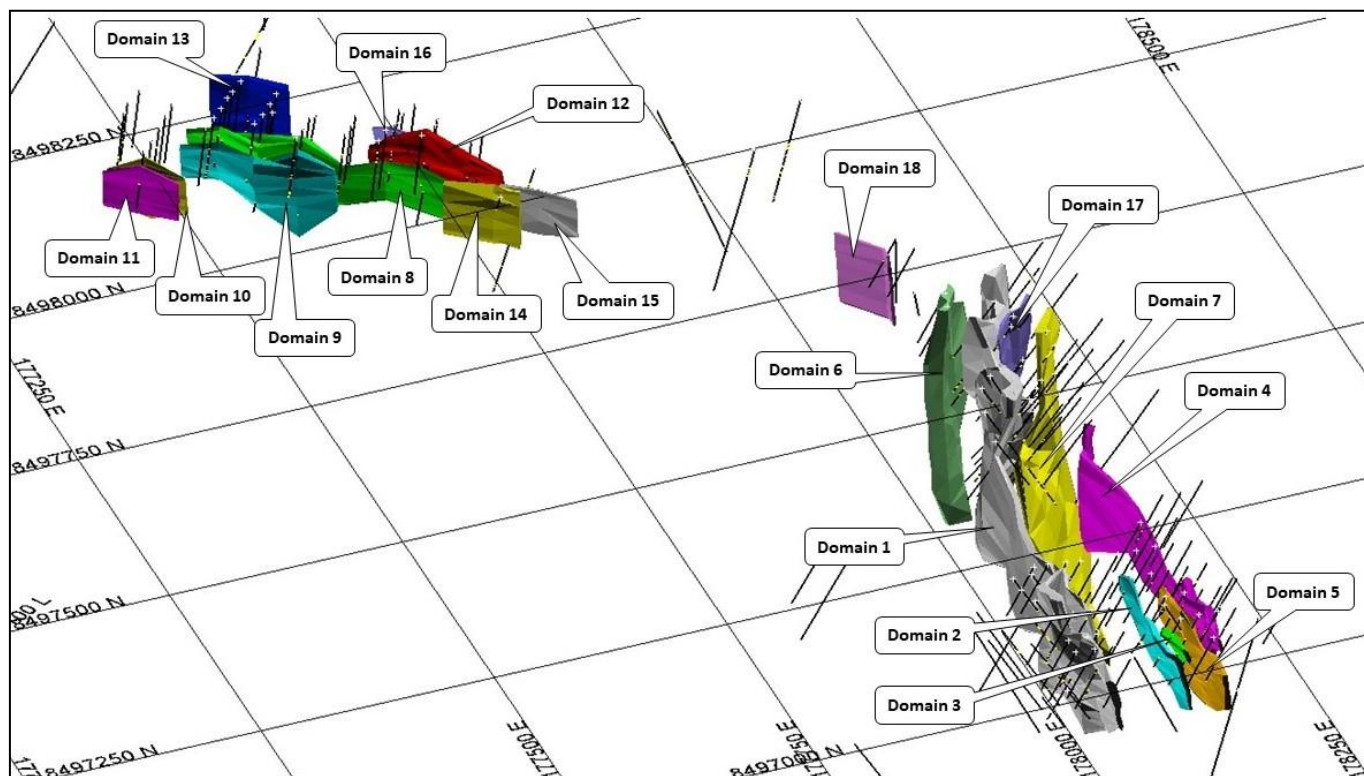 Domain 13
Domain 16
Domain 12
178500 E
8498250 N
Domain 18
Domain 17
Domain 11
Domain 10
Domain 8
Domain 15
Domain 14
Domain 9
8498000 N
Domain 7
Domain 6
Domain 4
177250 E
8497750 N
Domain 1
Domain 5
8497500 N
Domain 2
Domain 3
8497250 N
177500 E
8497000 N
178000 E
178250 E